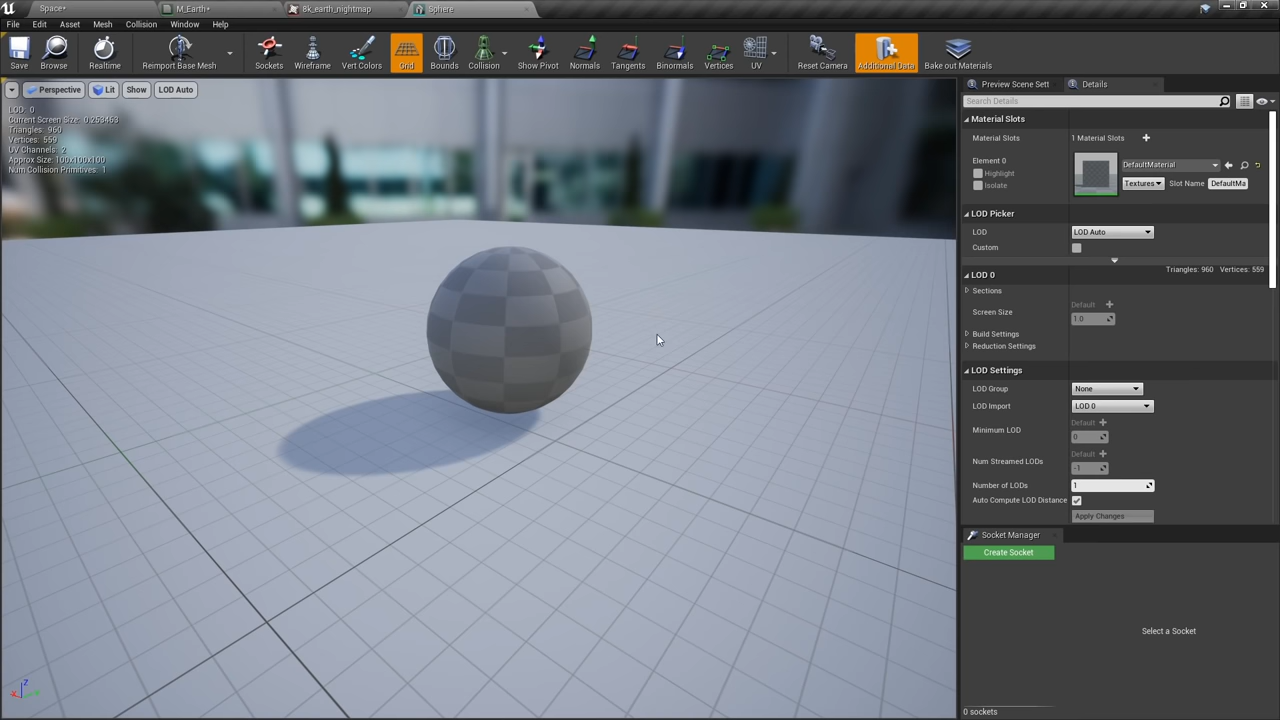 Space*
M_Earth*
8k_earth_nightmap
Sphere
File Edit Asset Mesh Collision Window Help
Save Browse Realtime Reimport Base Mesh Sockets Wireframe Vert Colors Grid Bounds Collision Show Pivot Normals Tangents Binormals Vertices UV Reset Camera Additional Data Bake out Materials
Perspective Lit Show LOD Auto
LOD: 0
Current Screen Size: 0.253463
Triangles: 960
Vertices: 559
UV Channels: 2
Approx Size: 100x100x100
Num Collision Primitives: 1
Preview Scene Sett Details
Search Details
Material Slots
Material Slots 1 Material Slots
Element 0
Highlight
Isolate
DefaultMaterial
Textures Slot Name DefaultMa
LOD Picker
LOD LOD Auto
Custom
Triangles: 960 Vertices: 559
LOD 0
Sections
Default
Screen Size
1.0
Build Settings
Reduction Settings
LOD Settings
LOD Group None
LOD Import LOD 0
Default
Minimum LOD
0
Default
Num Streamed LODs
-1
Number of LODs 1
Auto Compute LOD Distance
Apply Changes
Socket Manager
Create Socket
Select a Socket
0 sockets
Z